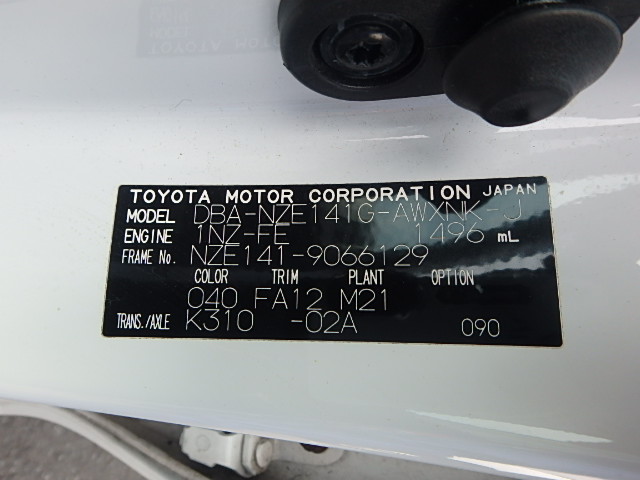 TOYOTA MOTOR CORPORATION JAPAN
MODEL DBA-NZE141G-AWXNK-J
ENGINE 1NZ-FE 1496 mL
FRAME No. NZE141-9066129
COLOR TRIM PLANT OPTION
040 FA12 M21
TRANS./AXLE K310 -02A 090